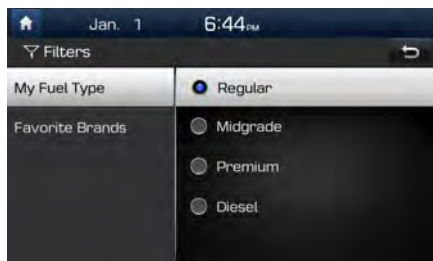 Jan. 1 6:44PM
Filters
My Fuel Type
Regular
Favorite Brands
Midgrade
Premium
Diesel